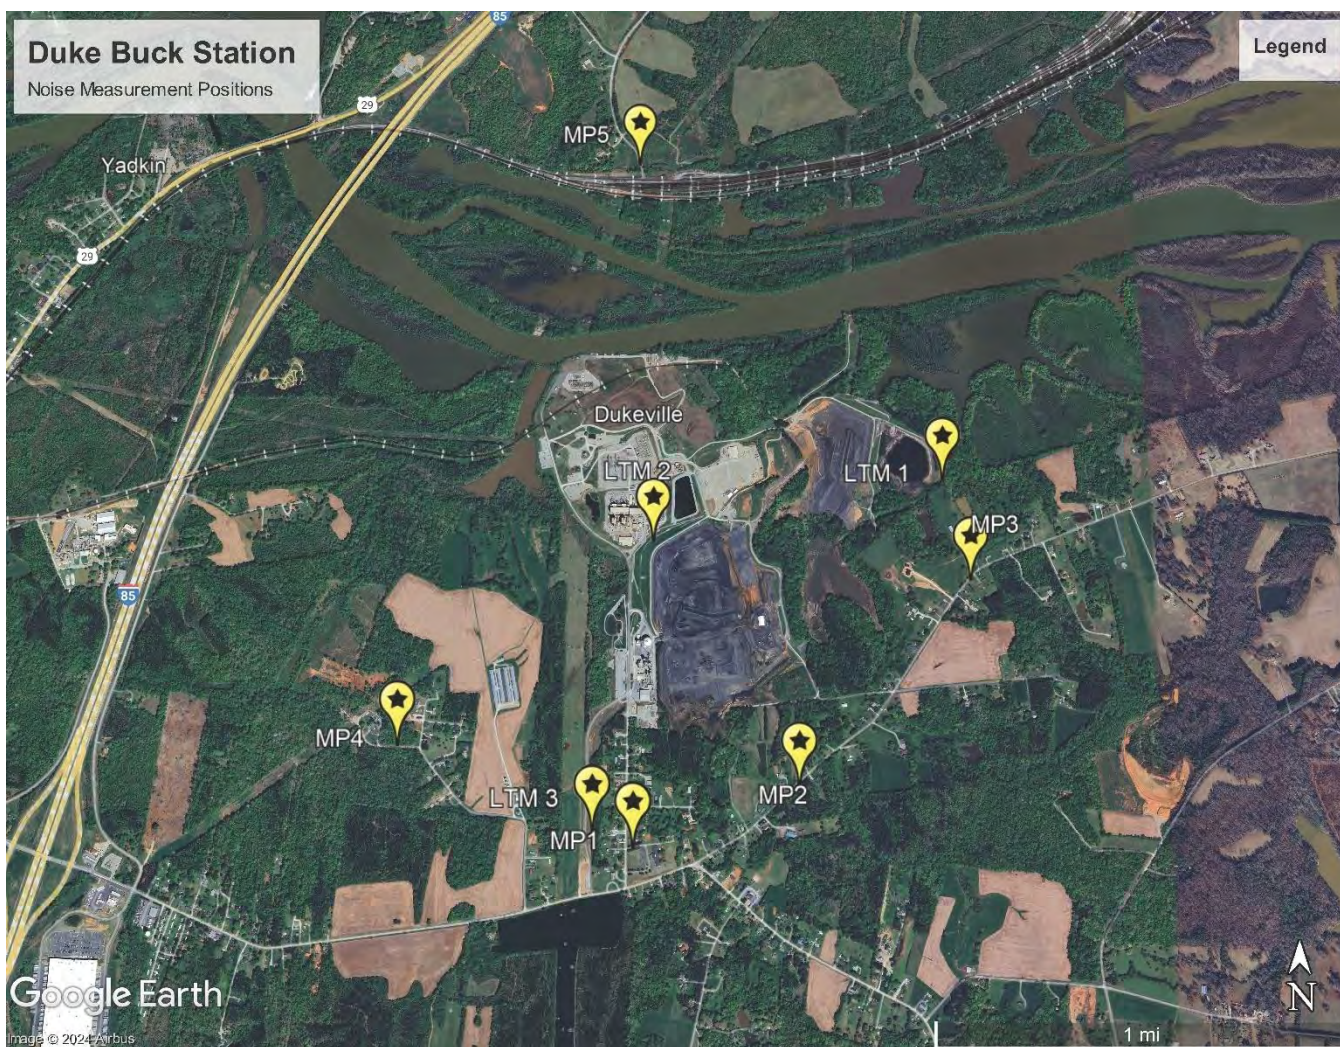 85
Duke Buck Station
Noise Measurement Positions
Legend
29
MP5
Yadkin
29
Dukeville
LTM 2
LTM 1
MP3
85
MP4
LTM 3
MP2
MP1
Google Earth
N
1 mi
Image © 2024 Airbus